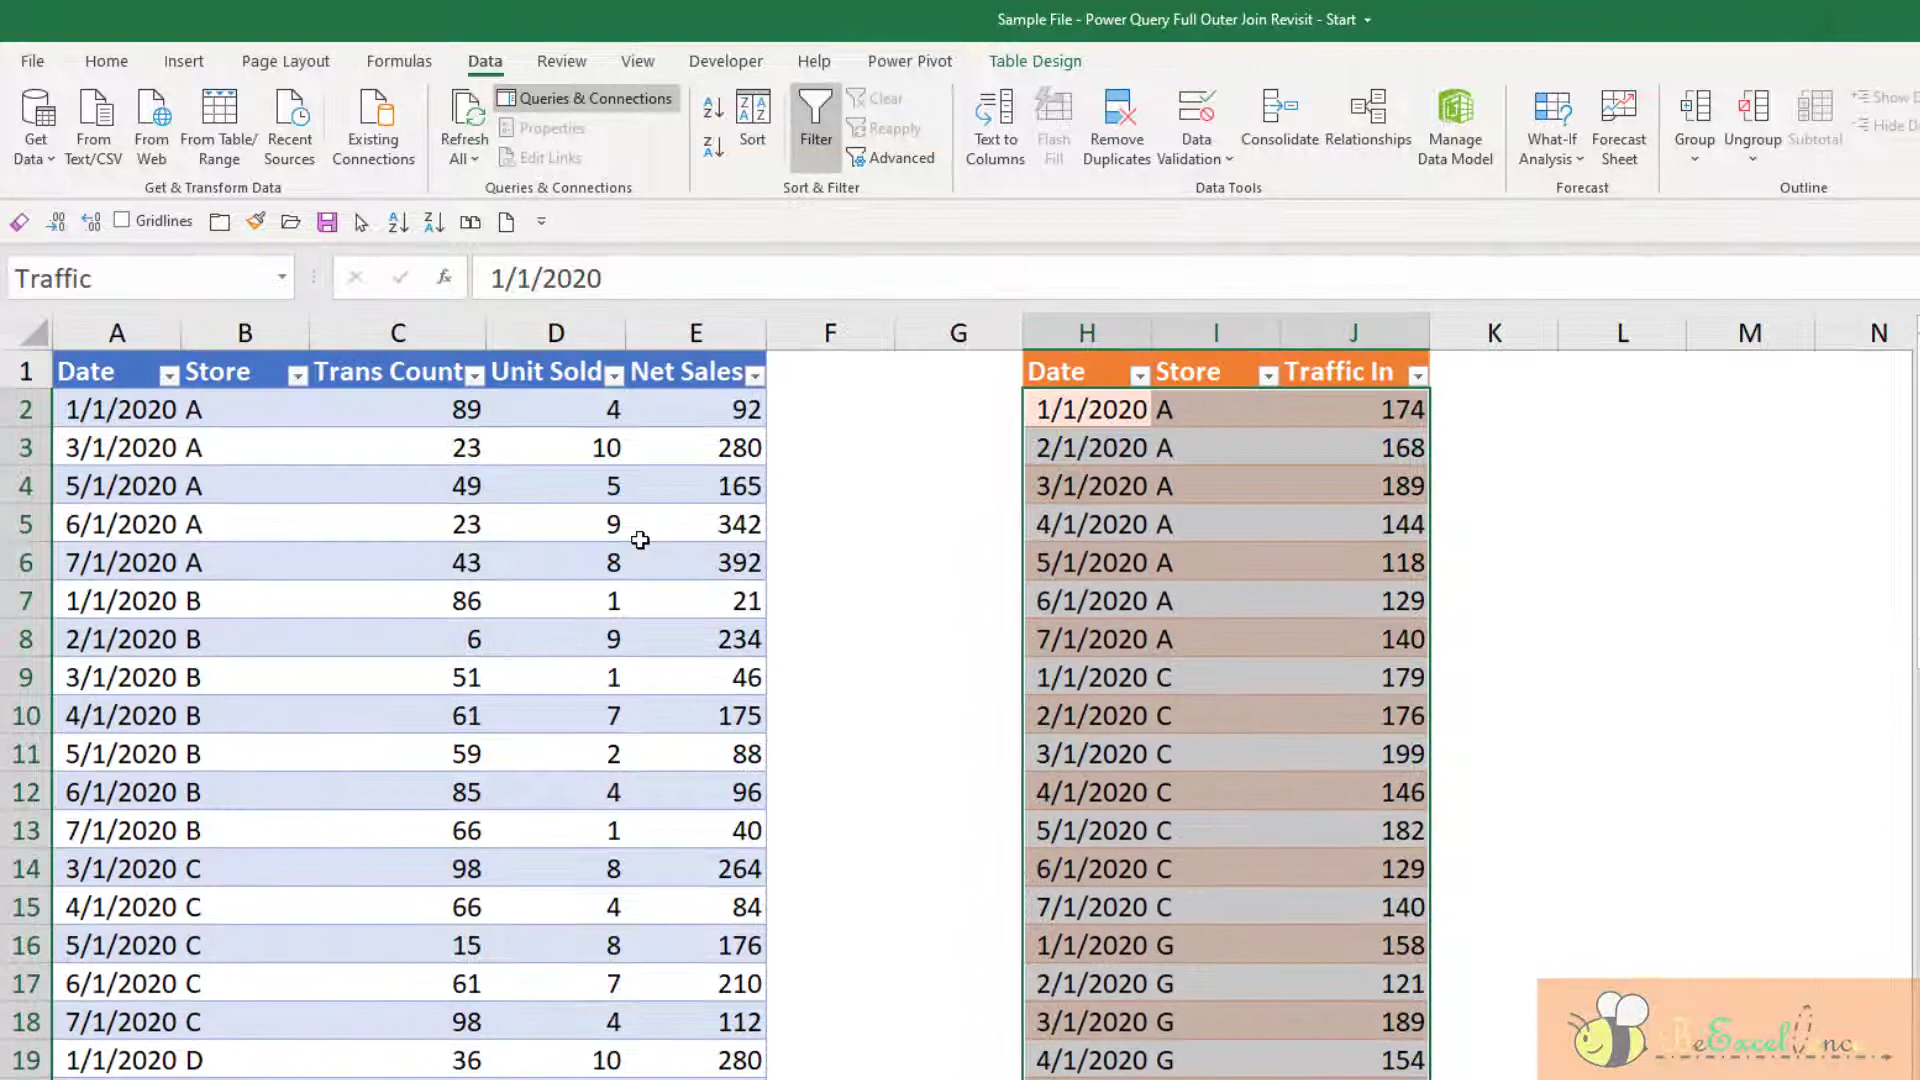 Sample File - Power Query Full Outer Join Revisit - Start
File Home Insert Page Layout Formulas Data Review View Developer Help Power Pivot Table Design
Get Data
From Text/CSV
From Web
From Table/ Range
Recent Sources
Existing Connections
Get & Transform Data
Refresh All
Queries & Connections
Properties
Edit Links
Queries & Connections
Sort
Filter
Clear
Reapply
Advanced
Sort & Filter
Text to Columns
Flash Fill
Remove Duplicates
Data Validation
Consolidate
Relationships
Manage Data Model
Data Tools
What-If Analysis
Forecast Sheet
Forecast
Group
Ungroup
Subtotal
Show
Hide
Outline
Gridlines
Traffic fx 1/1/2020
A B C D E F G H I J K L M N
1 Date Store Trans Count Unit Sold Net Sales Date Store Traffic In
2 1/1/2020 A 89 4 92 1/1/2020 A 174
3 3/1/2020 A 23 10 280 2/1/2020 A 168
4 5/1/2020 A 49 5 165 3/1/2020 A 189
5 6/1/2020 A 23 9 342 4/1/2020 A 144
6 7/1/2020 A 43 8 392 5/1/2020 A 118
7 1/1/2020 B 86 1 21 6/1/2020 A 129
8 2/1/2020 B 6 9 234 7/1/2020 A 140
9 3/1/2020 B 51 1 46 1/1/2020 C 179
10 4/1/2020 B 61 7 175 2/1/2020 C 176
11 5/1/2020 B 59 2 88 3/1/2020 C 199
12 6/1/2020 B 85 4 96 4/1/2020 C 146
13 7/1/2020 B 66 1 40 5/1/2020 C 182
14 3/1/2020 C 98 8 264 6/1/2020 C 129
15 4/1/2020 C 66 4 84 7/1/2020 C 140
16 5/1/2020 C 15 8 176 1/1/2020 G 158
17 6/1/2020 C 61 7 210 2/1/2020 G 121
18 7/1/2020 C 98 4 112 3/1/2020 G 189
19 1/1/2020 D 36 10 280 4/1/2020 G 154